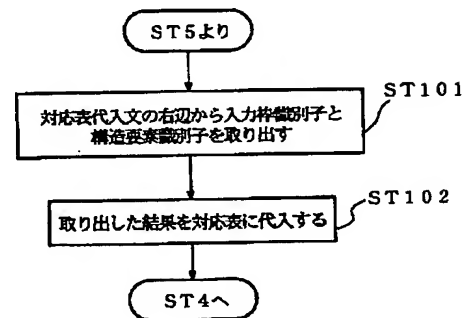 ST5より
ST101
対応表代入文の右辺から入力枠識別子と
構造要素識別子を取り出す
ST102
取り出した結果を対応表に代入する
ST4へ